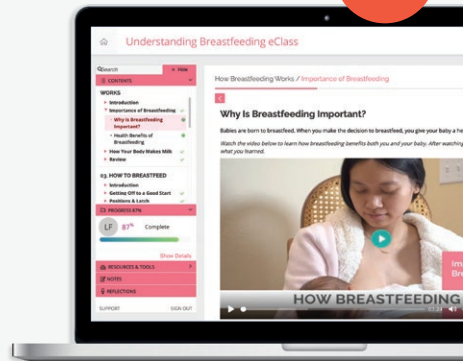 Understanding Breastfeeding eClass
Search
Hide
CONTENTS
WORKS
Introduction
Importance of Breastfeeding
Why Is Breastfeeding
Important?
Health Benefits of
Breastfeeding
How Your Body Makes Milk
Review
03. HOW TO BREASTFEED
Introduction
Getting Off to a Good Start
Positions & Latch
PROGRESS 87%
LF 87% Complete
Show Details
RESOURCES & TOOLS
NOTES
REFLECTIONS
SUPPORT SIGN OUT
How Breastfeeding Works / Importance of Breastfeeding
Why Is Breastfeeding Important?
Babies are born to breastfeed. When you make the decision to breastfeed, you give your baby a he
Watch the video below to learn how breastfeeding benefits both you and your baby. After watching
what you learned.
Im
Bre
HOW BREASTFEEDING